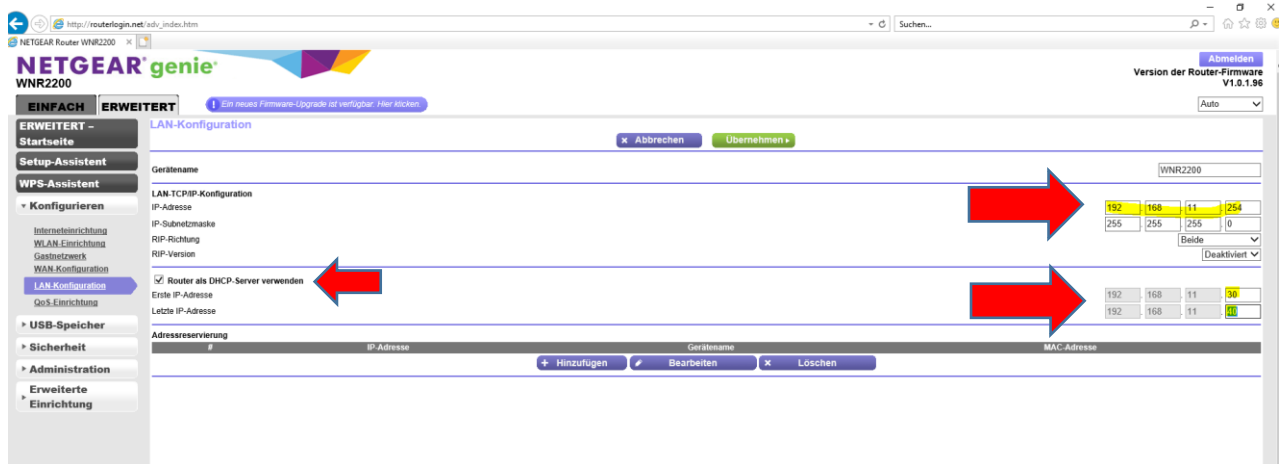 http://routerlogin.net/adv_index.htm
Suchen...
NETGEAR Router WNR2200
NETGEAR® genie®
WNR2200
Abmelden
Version der Router-Firmware
V1.0.1.96
EINFACH
ERWEITERT
Ein neues Firmware-Upgrade ist verfügbar. Hier klicken.
Auto
ERWEITERT –
Startseite
Setup-Assistent
WPS-Assistent
Konfigurieren
Interneteinrichtung
WLAN-Einrichtung
Gastnetzwerk
WAN-Konfiguration
LAN-Konfiguration
QoS-Einrichtung
USB-Speicher
Sicherheit
Administration
Erweiterte
Einrichtung
LAN-Konfiguration
Abbrechen
Übernehmen
Gerätename WNR2200
LAN-TCP/IP-Konfiguration
IP-Adresse 192 . 168 . 11 . 254
IP-Subnetzmaske 255 . 255 . 255 . 0
RIP-Richtung Beide
RIP-Version Deaktiviert
Router als DHCP-Server verwenden
Erste IP-Adresse 192 . 168 . 11 . 30
Letzte IP-Adresse 192 . 168 . 11 . 40
Adressreservierung
# IP-Adresse Gerätename MAC-Adresse
+ Hinzufügen Bearbeiten x Löschen